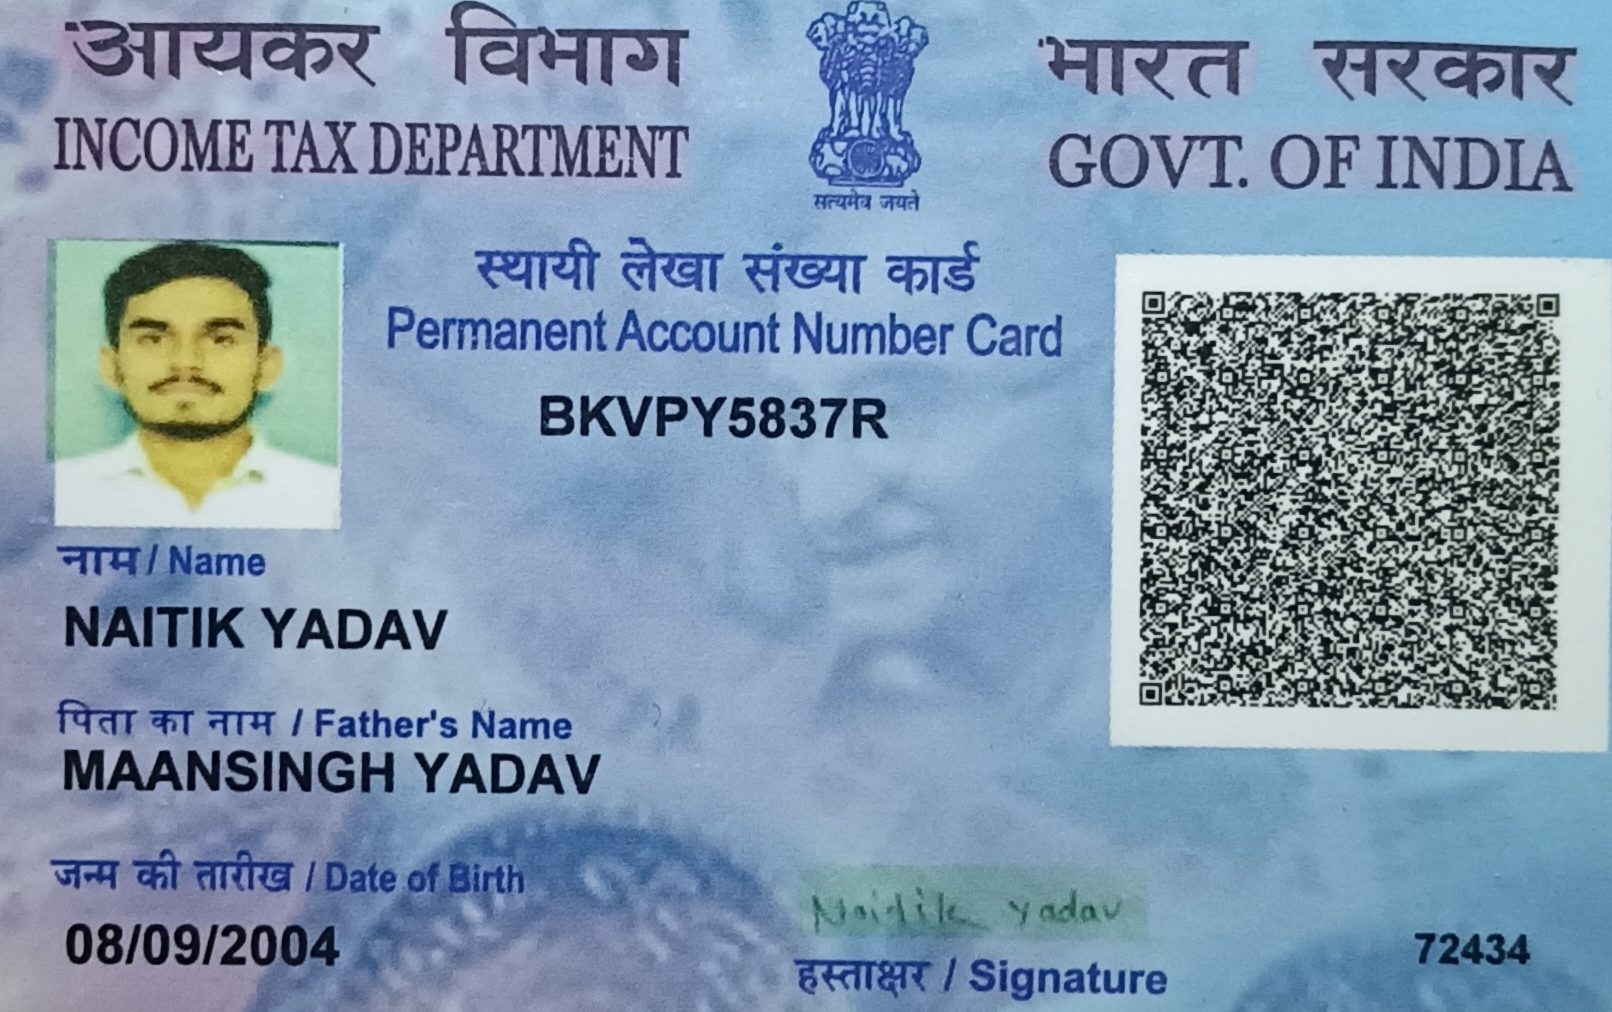 आयकर विभाग
INCOME TAX DEPARTMENT
सत्यमेव जयते
भारत सरकार
GOVT. OF INDIA
स्थायी लेखा संख्या कार्ड
Permanent Account Number Card
BKVPY5837R
नाम / Name
NAITIK YADAV
पिता का नाम / Father's Name
MAANSINGH YADAV
जन्म की तारीख / Date of Birth
08/09/2004
Naitik Yadav
हस्ताक्षर / Signature
72434